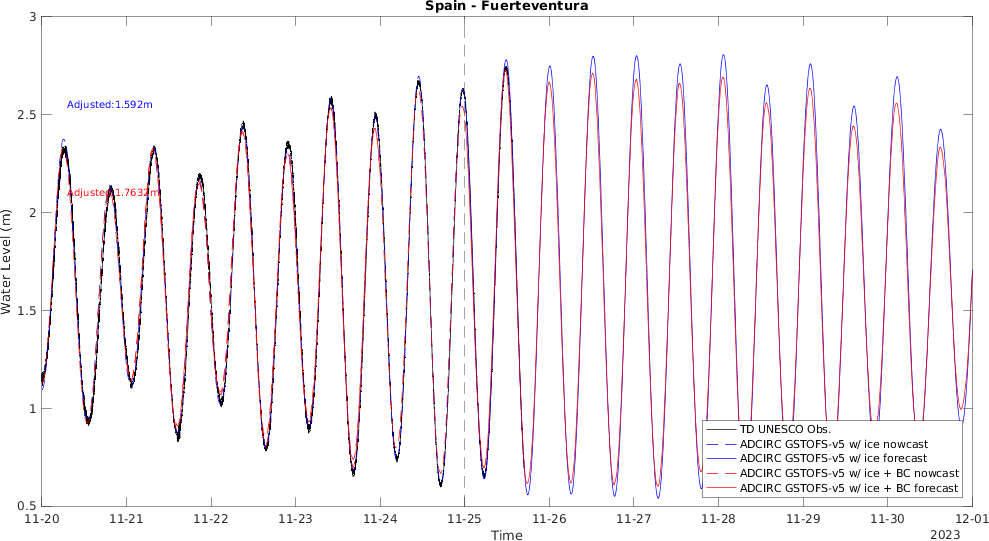 Spain - Fuerteventura
3
2.5
2
1.5
1
0.5
Water Level (m)
Adjusted:1.592m
Adjusted:1.7632m
TD UNESCO Obs.
ADCIRC GSTOFS-v5 w/ ice nowcast
ADCIRC GSTOFS-v5 w/ ice forecast
ADCIRC GSTOFS-v5 w/ ice + BC nowcast
ADCIRC GSTOFS-v5 w/ ice + BC forecast
11-20 11-21 11-22 11-23 11-24 11-25 11-26 11-27 11-28 11-29 11-30 12-01
Time
2023